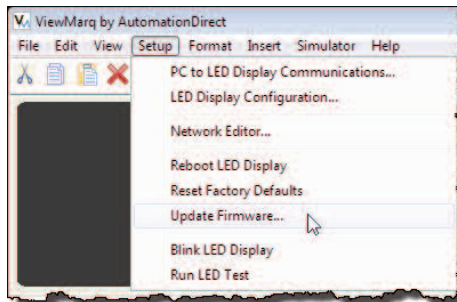 ViewMarq by AutomationDirect
File Edit View Setup Format Insert Simulator Help
PC to LED Display Communications...
LED Display Configuration...
Network Editor...
Reboot LED Display
Reset Factory Defaults
Update Firmware...
Blink LED Display
Run LED Test